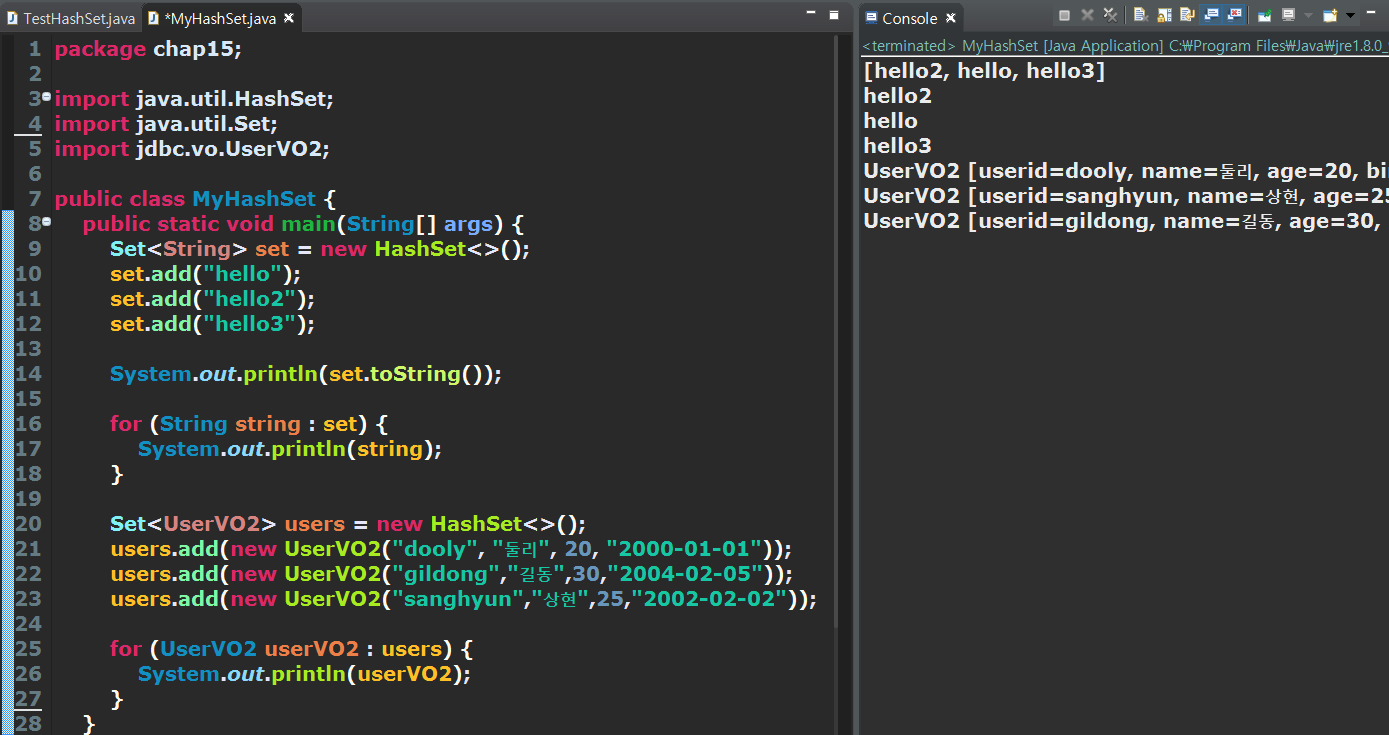 TestHashSet.java
*MyHashSet.java
1 package chap15;
2
3 import java.util.HashSet;
4 import java.util.Set;
5 import jdbc.vo.UserVO2;
6
7 public class MyHashSet {
8 public static void main(String[] args) {
9 Set<String> set = new HashSet<>();
10 set.add("hello");
11 set.add("hello2");
12 set.add("hello3");
13
14 System.out.println(set.toString());
15
16 for (String string : set) {
17 System.out.println(string);
18 }
19
20 Set<UserVO2> users = new HashSet<>();
21 users.add(new UserVO2("dooly", "둘리", 20, "2000-01-01"));
22 users.add(new UserVO2("gildong","길동",30,"2004-02-05"));
23 users.add(new UserVO2("sanghyun","상현",25,"2002-02-02"));
24
25 for (UserVO2 userVO2 : users) {
26 System.out.println(userVO2);
27 }
28 }
Console
<terminated> MyHashSet [Java Application] C:₩Program Files₩Java₩jre1.8.0_
[hello2, hello, hello3]
hello2
hello
hello3
UserVO2 [userid=dooly, name=둘리, age=20, bi
UserVO2 [userid=sanghyun, name=상현, age=25
UserVO2 [userid=gildong, name=길동, age=30,